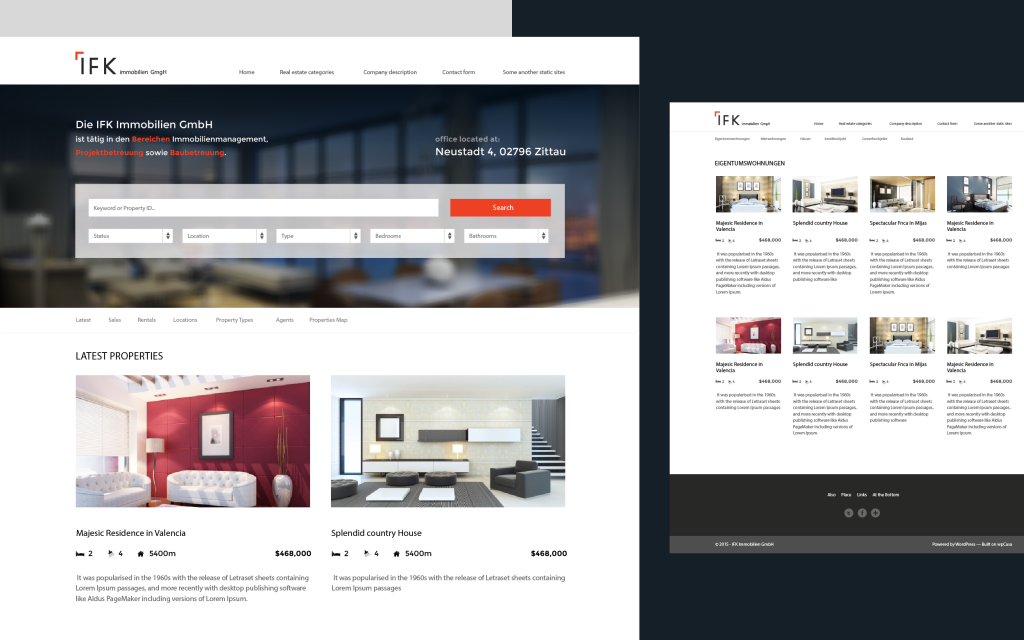 IFK immobilien GmgH
Home Real estate categories Company description Contact form Some another static sites
Die IFK Immobilien GmbH
ist tätig in den Bereichen Immobilienmanagement,
Projektbetreuung sowie Baubetreuung.
office located at:
Neustadt 4, 02796 Zittau
Keyword or Property ID...
Search
Status Location Type Badrooms Bathrooms
Latest Sales Rentals Locations Property Types Agents Properties Map
LATEST PROPERTIES
Majesic Residence in Valencia
2 4 5400m $468,000
It was popularised in the 1960s with the release of Letraset sheets containing
Lorem Ipsum passages, and more recently with desktop publishing software
like Aldus PageMaker including versions of Lorem Ipsum.
Splendid country House
2 4 5400m $468,000
It was popularised in the 1960s with the release of Letraset sheets containing
Lorem Ipsum passages
IFK immobilien GmgH
Home Real estate categories Company description Contact form Some another static sites
Eigentumswohnungen Mietwohnungen Häuser
EIGENTUMSWOHNUNGEN
Majesic Residence in
Valencia
2 4 $468,000
It was popularised in the 1960s
with the release of Letraset sheets
containing Lorem Ipsum passages,
and more recently with desktop
publishing software like Aldus
PageMaker including versions of
Lorem Ipsum.
Splendid country House
2 4 $468,000
It was popularised in the 1960s
with the release of Letraset sheets
containing Lorem Ipsum passages,
and more recently with desktop
publishing software like
Spectacular Fnca in Mijas
2 4 $468,000
It was popularised in the 1960s
with the release of Letraset sheets
containing Lorem Ipsum passages,
and more recently with desktop
publishing software like Aldus
PageMaker including versions of
Lorem Ipsum.
Majesic Residence in
Valencia
2 4 $468,000
It was popularised in the 1960s
with the release of Letraset sheets
containing Lorem Ipsum passages
Majesic Residence in
Valencia
2 4 $468,000
It was popularised in the 1960s
with the release of Letraset sheets
containing Lorem Ipsum passages
Splendid country House
2 4 $468,000
It was popularised in the 1960s
with the release of Letraset sheets
containing Lorem Ipsum passages,
and more recently with desktop
publishing software like Aldus
PageMaker including versions of
Lorem Ipsum.
Spectacular Fnca in Mijas
2 4 $468,000
It was popularised in the 1960s
with the release of Letraset sheets
containing Lorem Ipsum passages,
and more recently with desktop
publishing software
Majesic Residence in
Valencia
2 4 $468,000
It was popularised in the 1960s
with the release of Letraset sheets
containing Lorem Ipsum passages,
and more recently with desktop
publishing software like Aldus
PageMaker including versions of
Lorem Ipsum.
Also Place Links At the Bottom
© 2015 - IFK Immobilien GmbH Powered by WordPress — Built on wpCasa